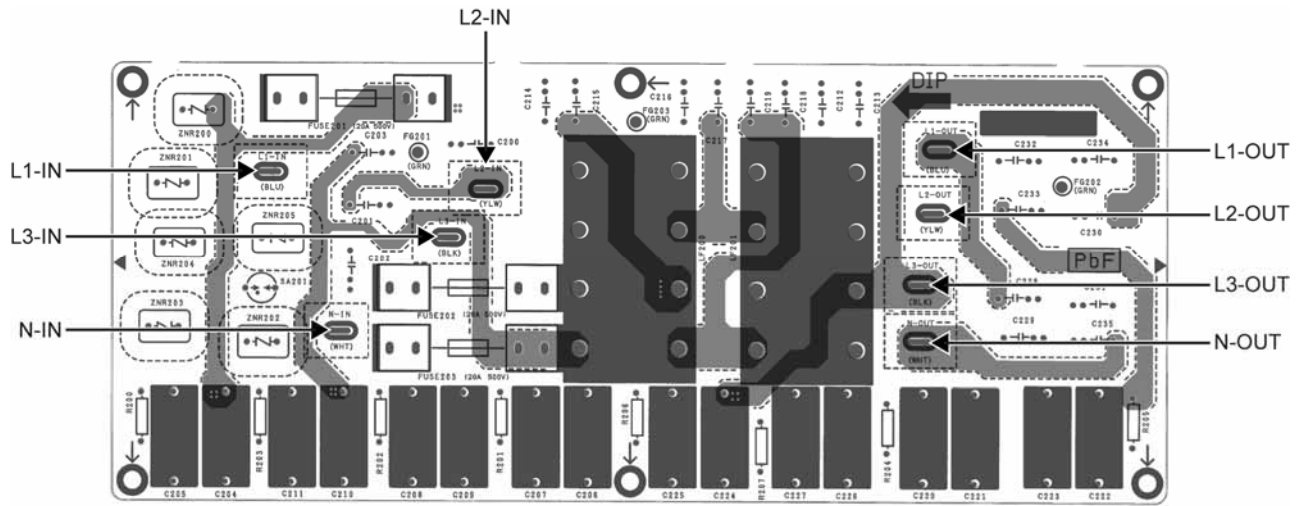 L2-IN
L1-IN
L3-IN
N-IN
L1-OUT
L2-OUT
L3-OUT
N-OUT
ZNR200
FUSE201 (20A 500V)
C203
FG201
(GRN)
C200
C214
C215
C216
FG203
(GRN)
C217
C219
C218
C212
C213
DIP
L1-OUT
(BLU)
C232
C234
ZNR201
L1-IN
(BLU)
L2-IN
(YLW)
FG202
(GRN)
L2-OUT
(YLW)
C233
C230
ZNR205
C201
L3-IN
(BLK)
ZNR204
C202
LF200
LF201
PbF
SA201
L3-OUT
(BLK)
FUSE202 (20A 500V)
ZNR203
ZNR202
N-IN
(WHT)
N-OUT
(WHT)
C229
C235
FUSE203 (20A 500V)
R200
R203
R202
R201
R206
R207
R204
R205
C205
C204
C211
C210
C208
C209
C207
C206
C225
C224
C227
C226
C220
C221
C223
C222